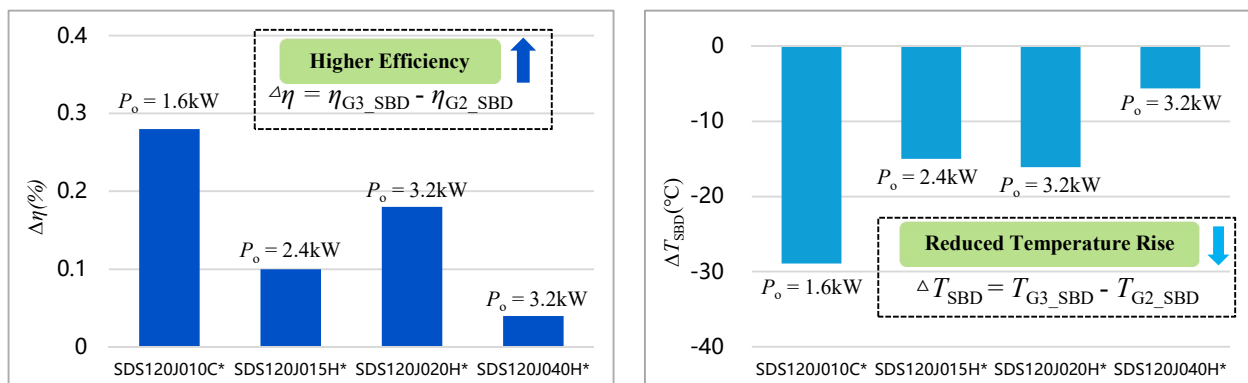 0.4
0.3
0.2
0.1
0
Δη(%)
Higher Efficiency
Δη = ηG3_SBD - ηG2_SBD
Po = 1.6kW
Po = 2.4kW
Po = 3.2kW
Po = 3.2kW
SDS120J010C* SDS120J015H* SDS120J020H* SDS120J040H*
0
-10
-20
-30
-40
ΔTSBD(℃)
Po = 3.2kW
Po = 2.4kW
Po = 3.2kW
Po = 1.6kW
Reduced Temperature Rise
ΔTSBD = TG3_SBD - TG2_SBD
SDS120J010C* SDS120J015H* SDS120J020H* SDS120J040H*